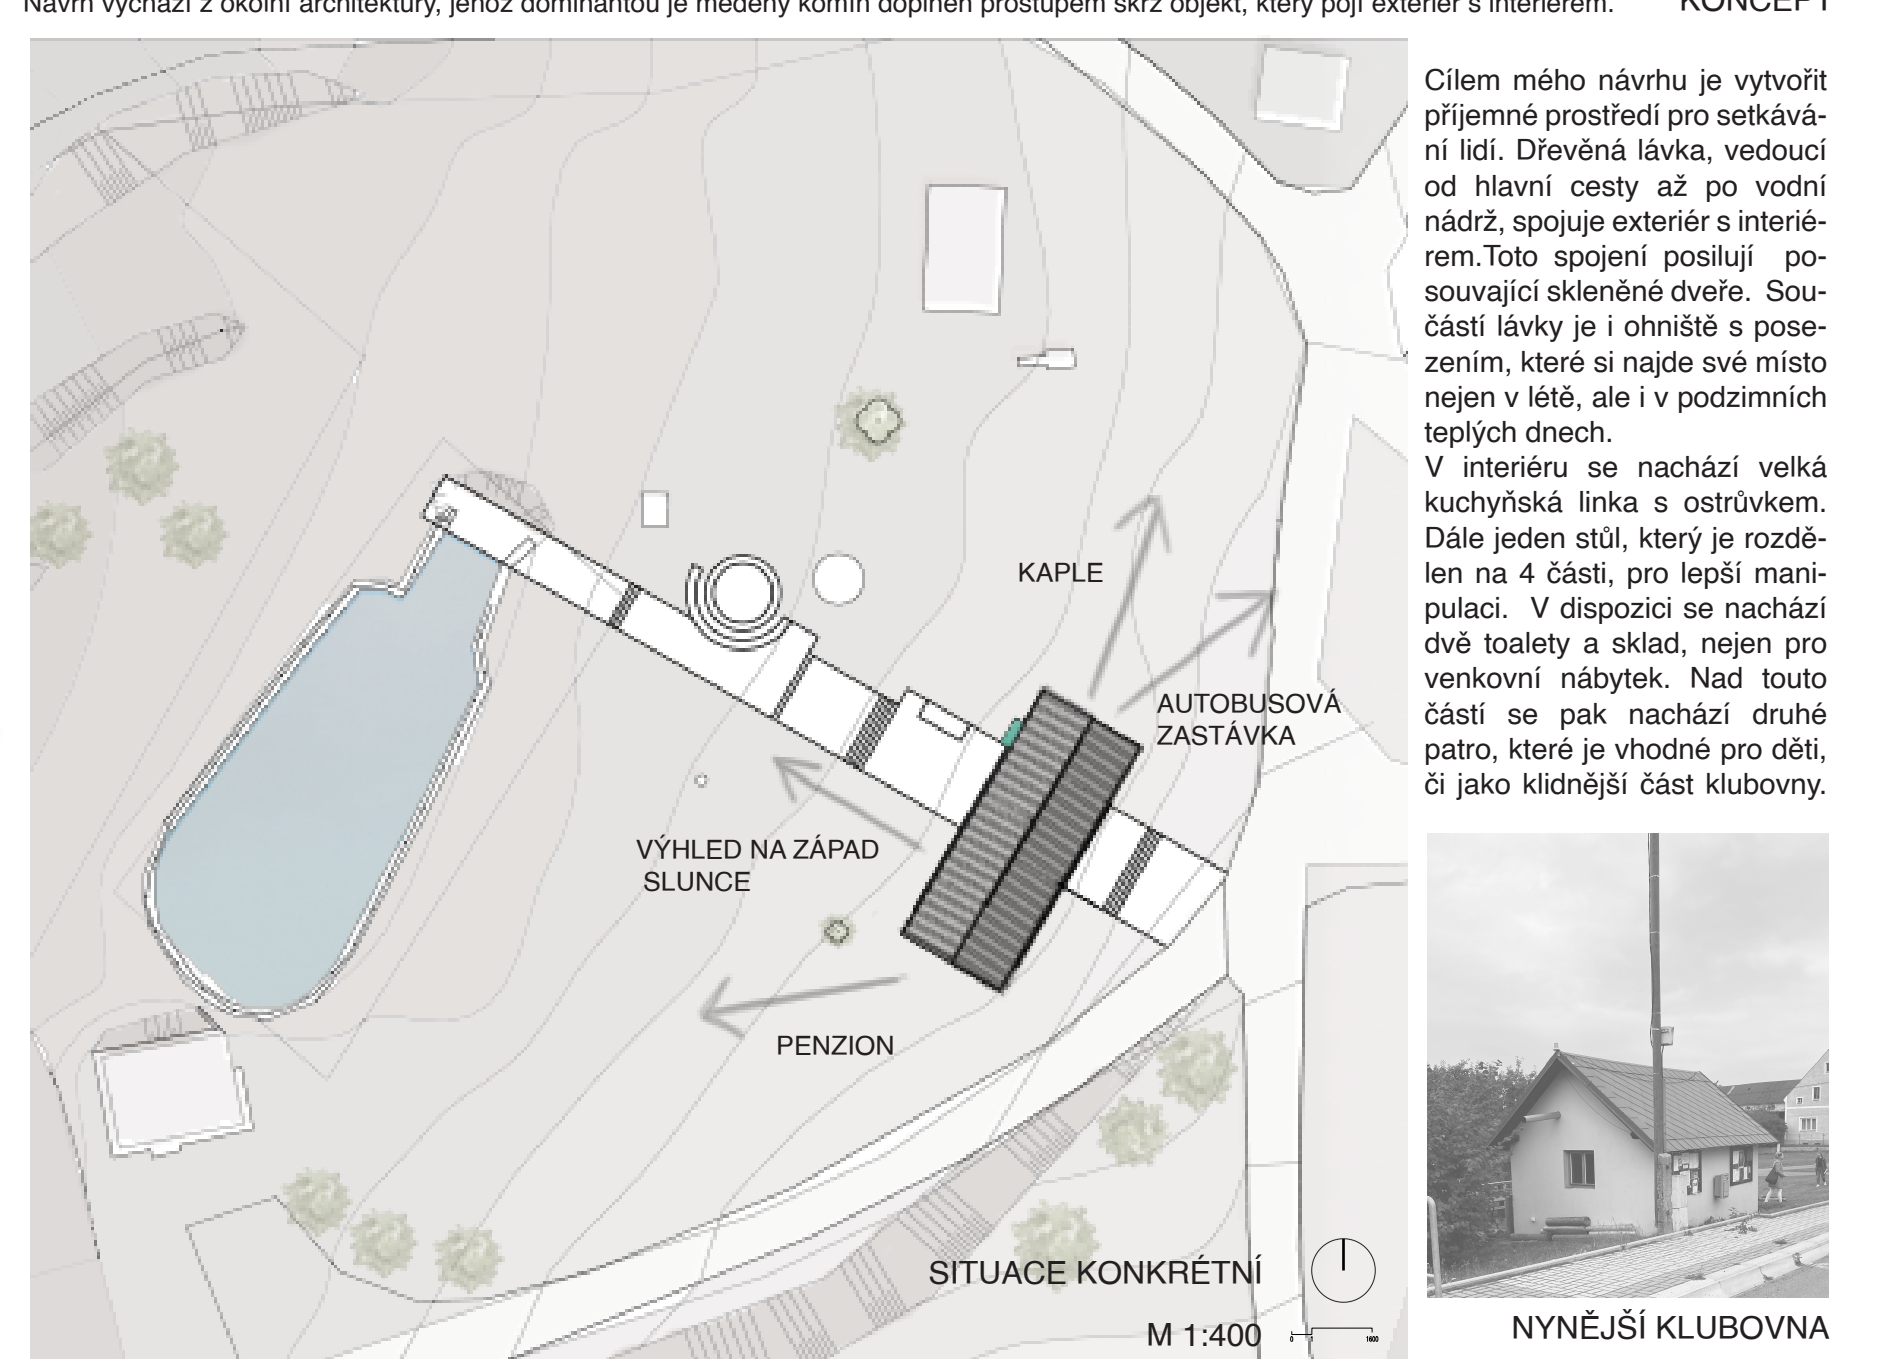 Návrh vychází z okolní architektury, jehož dominantou je měděný komín doplněn prostupem skrz objekt, který pojí exteriér s interiérem.
KONCEPT
Cílem mého návrhu je vytvořit
příjemné prostředí pro setkává-
ní lidí. Dřevěná lávka, vedoucí
od hlavní cesty až po vodní
nádrž, spojuje exteriér s interié-
rem.Toto spojení posilují po-
souvající skleněné dveře. Sou-
částí lávky je i ohniště s pose-
zením, které si najde své místo
nejen v létě, ale i v podzimních
teplých dnech.
V interiéru se nachází velká
kuchyňská linka s ostrůvkem.
Dále jeden stůl, který je rozdě-
len na 4 části, pro lepší mani-
pulaci. V dispozici se nachází
dvě toalety a sklad, nejen pro
venkovní nábytek. Nad touto
částí se pak nachází druhé
patro, které je vhodné pro děti,
či jako klidnější část klubovny.
KAPLE
AUTOBUSOVÁ
ZASTÁVKA
VÝHLED NA ZÁPAD
SLUNCE
PENZION
SITUACE KONKRÉTNÍ
M 1:400
0 1 1600
NYNĚJŠÍ KLUBOVNA